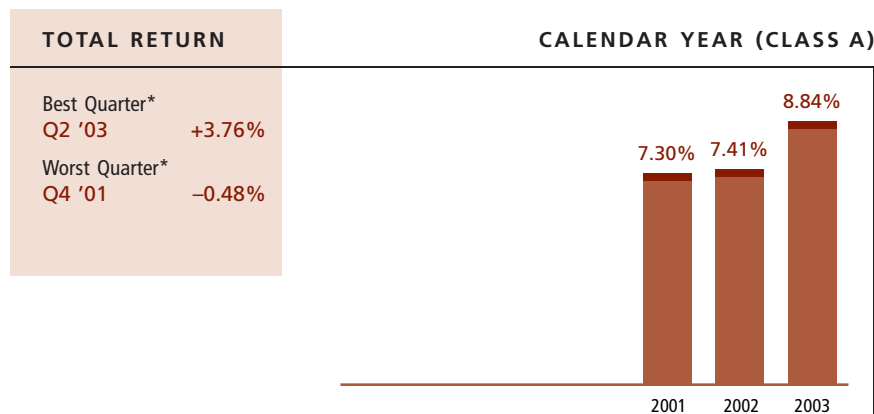 TOTAL RETURN
CALENDAR YEAR (CLASS A)
Best Quarter*
Q2 ’03 +3.76%
Worst Quarter*
Q4 ’01 –0.48%
7.30% 7.41% 8.84%
2001 2002 2003